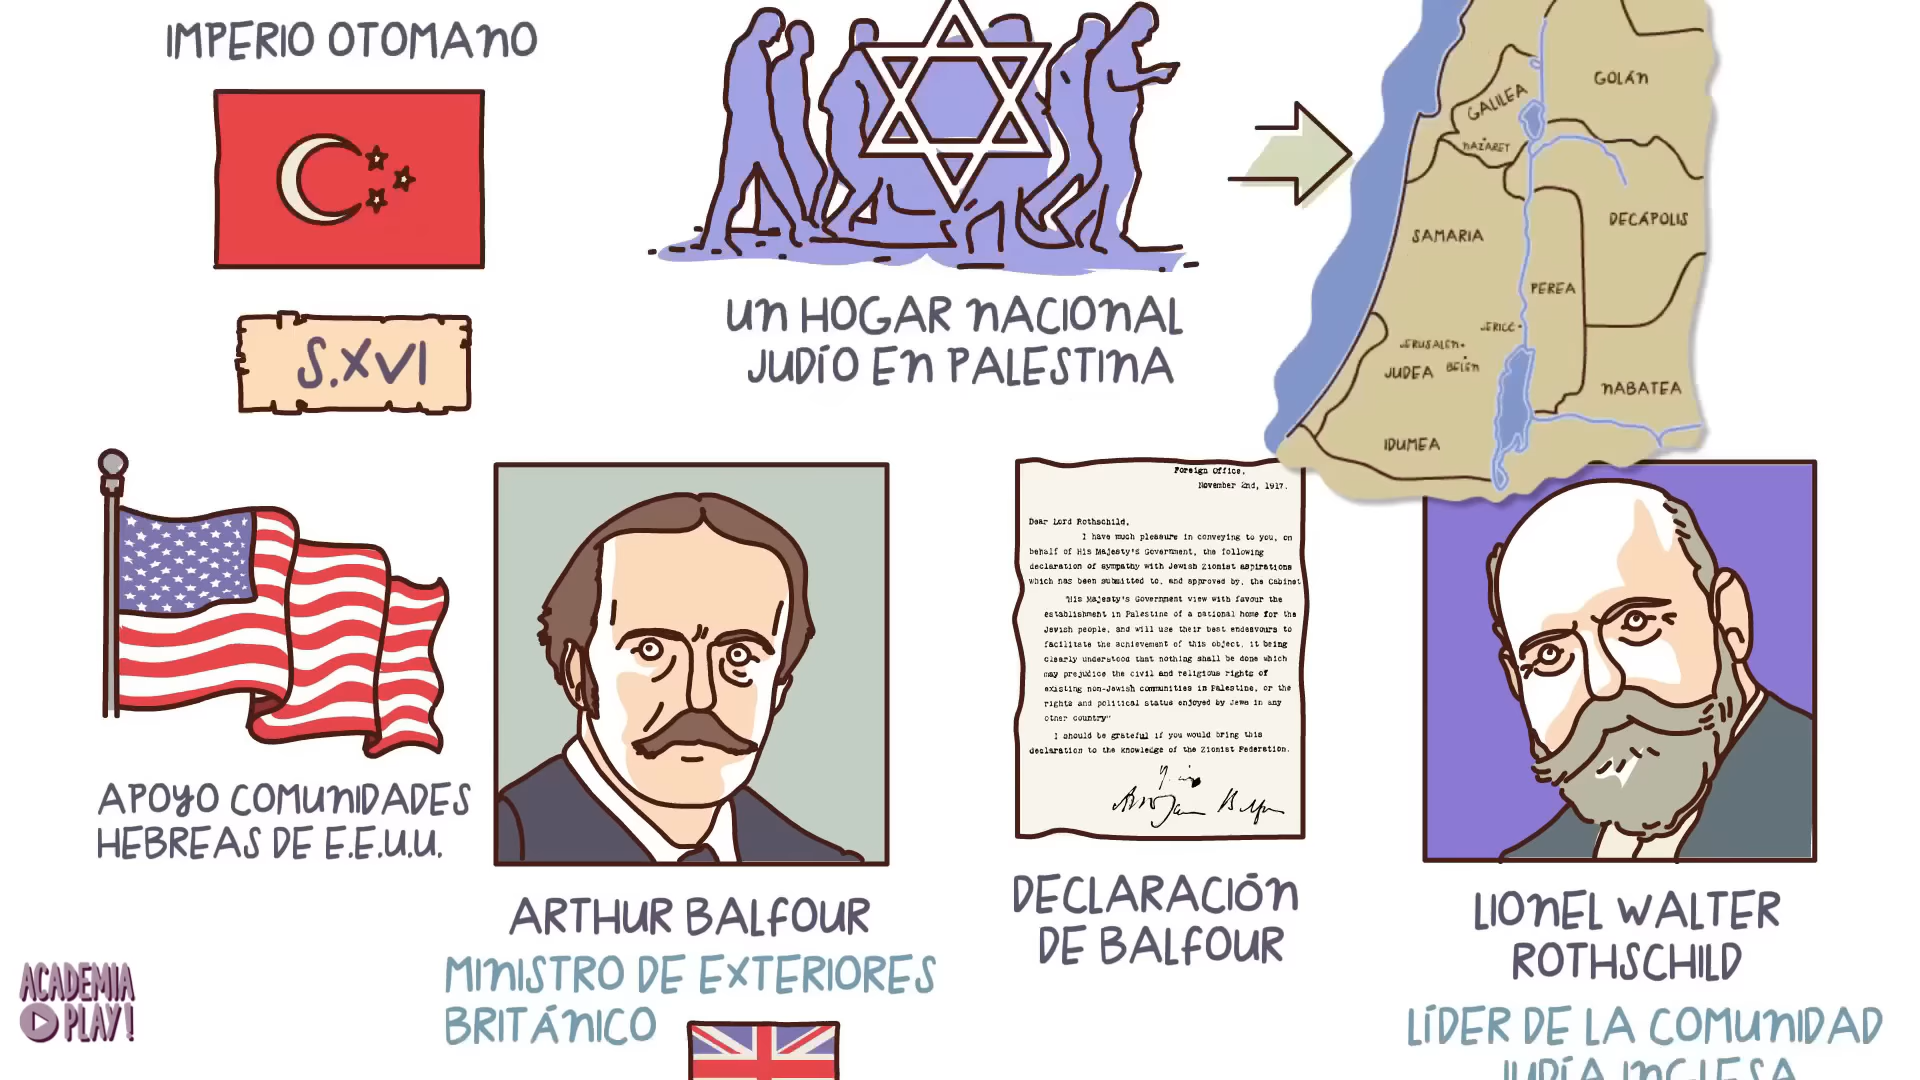 IMPERIO OTOMANO
S.XVI
UN HOGAR NACIONAL
JUDÍO EN PALESTINA
GOLÁN
GALILEA
NAZARET
DECÁPOLIS
SAMARIA
PEREA
JERICÓ
JERUSALÉN
BELÉN
JUDEA
NABATEA
IDUMEA
APOYO COMUNIDADES
HEBREAS DE E.E.U.U.
ARTHUR BALFOUR
MINISTRO DE EXTERIORES
BRITÁNICO
Foreign Office,
November 2nd, 1917.
Dear Lord Rothschild,
I have much pleasure in conveying to you, on
behalf of His Majesty's Government, the following
declaration of sympathy with Jewish Zionist aspirations
which has been submitted to, and approved by, the Cabinet
"His Majesty's Government view with favour the
establishment in Palestine of a national home for the
Jewish people, and will use their best endeavours to
facilitate the achievement of this object, it being
clearly understood that nothing shall be done which
may prejudice the civil and religious rights of
existing non-Jewish communities in Palestine, or the
rights and political status enjoyed by Jews in any
other country"
I should be grateful if you would bring this
declaration to the knowledge of the Zionist Federation.
DECLARACIÓN
DE BALFOUR
LIONEL WALTER
ROTHSCHILD
LÍDER DE LA COMUNIDAD
JUDÍA INGLESA
ACADEMIA
PLAY!